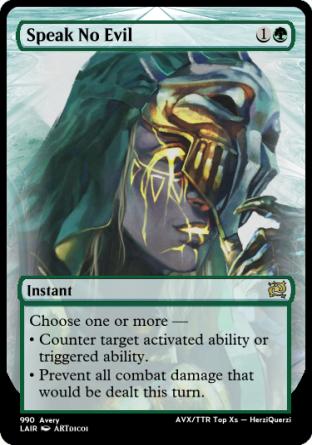 Speak No Evil 1
Instant
Choose one or more —
• Counter target activated ability or
triggered ability.
• Prevent all combat damage that
would be dealt this turn.
990 Avery AVX/TTR Top Xs — HerziQuerzi
LAIR ARTDICOI